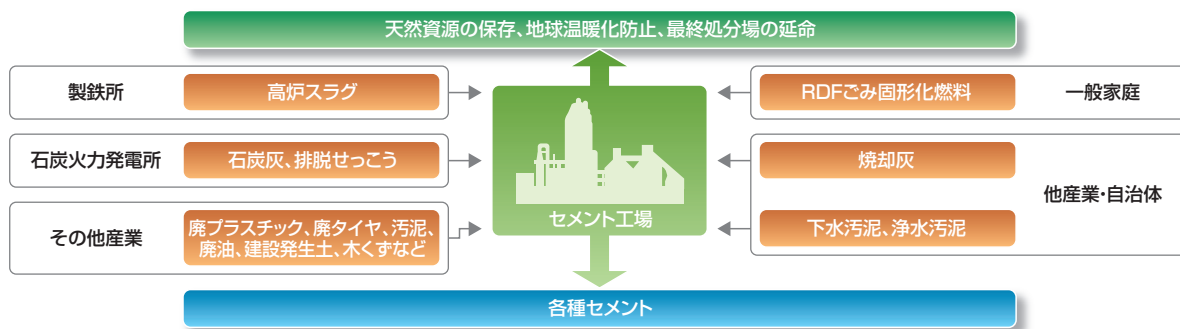 天然資源の保存、地球温暖化防止、最終処分場の延命
製鉄所
高炉スラグ
石炭火力発電所
石炭灰、排脱せっこう
その他産業
廃プラスチック、廃タイヤ、汚泥、
廃油、建設発生土、木くずなど
セメント工場
RDFごみ固形化燃料
一般家庭
焼却灰
他産業・自治体
下水汚泥、浄水汚泥
各種セメント